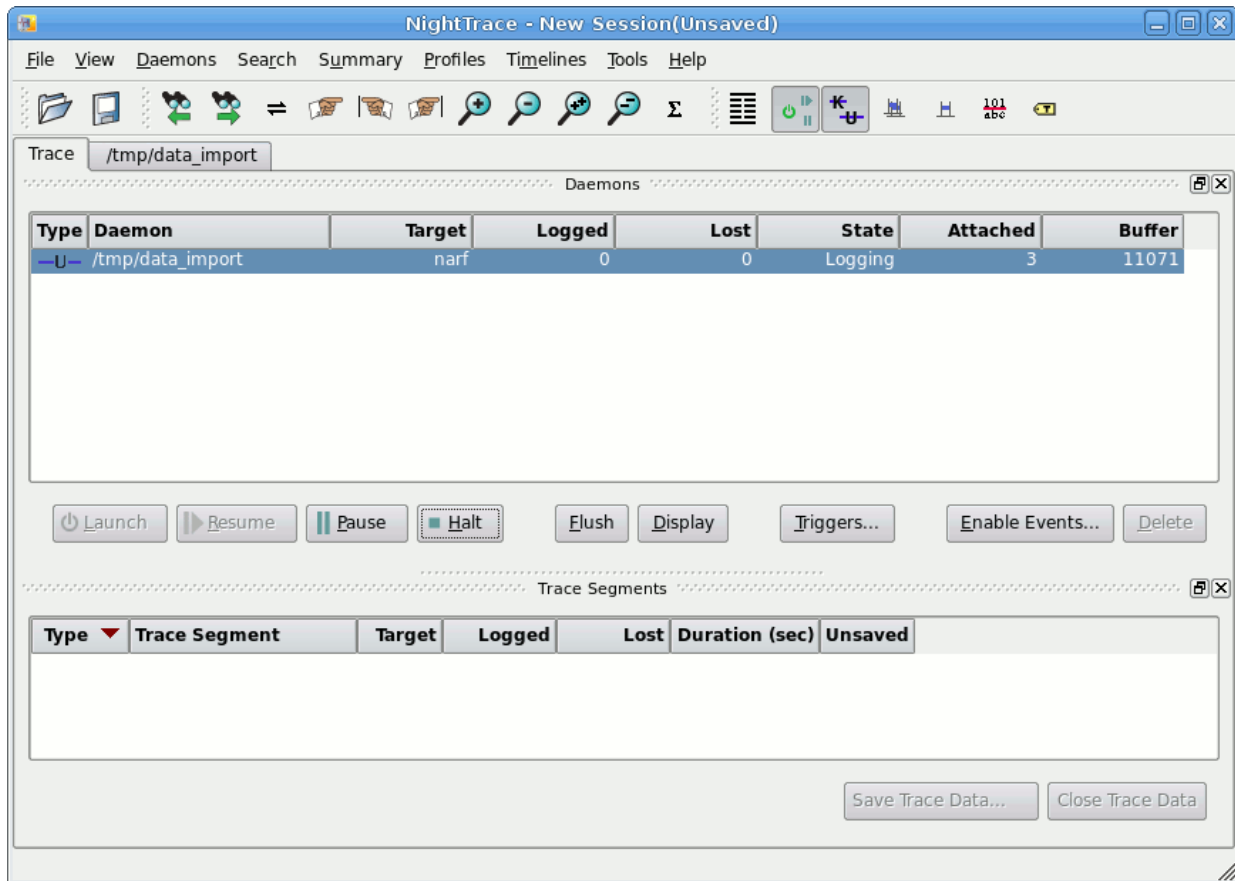 NightTrace - New Session(Unsaved)
File View Daemons Search Summary Profiles Timelines Tools Help
Σ K U 101 abc T
Trace /tmp/data_import
Daemons
Type Daemon Target Logged Lost State Attached Buffer
U /tmp/data_import narf 0 0 Logging 3 11071
Launch Resume Pause Halt Flush Display Triggers... Enable Events... Delete
Trace Segments
Type Trace Segment Target Logged Lost Duration (sec) Unsaved
Save Trace Data... Close Trace Data